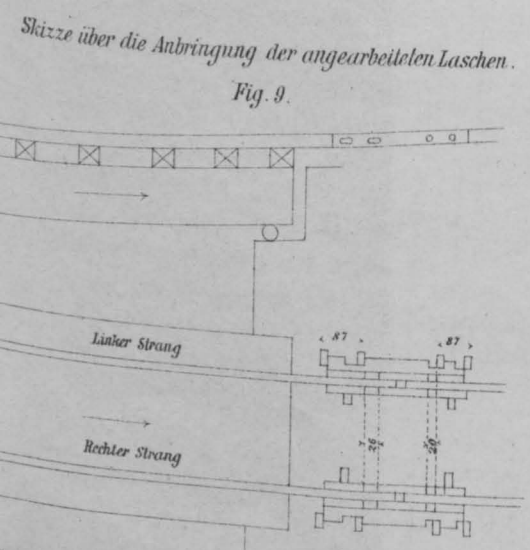 Skizze über die Anbringung der angearbeiteten Laschen.
Fig. 9.
Linker Strang
87
87
26
20
Rechter Strang